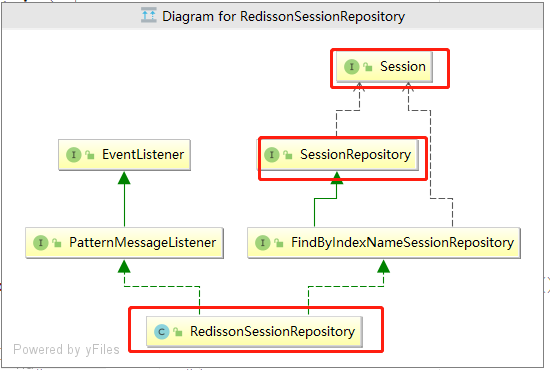 Diagram for RedissonSessionRepository
I Session
I EventListener
I SessionRepository
I PatternMessageListener
I FindByIndexNameSessionRepository
C RedissonSessionRepository
Powered by yFiles